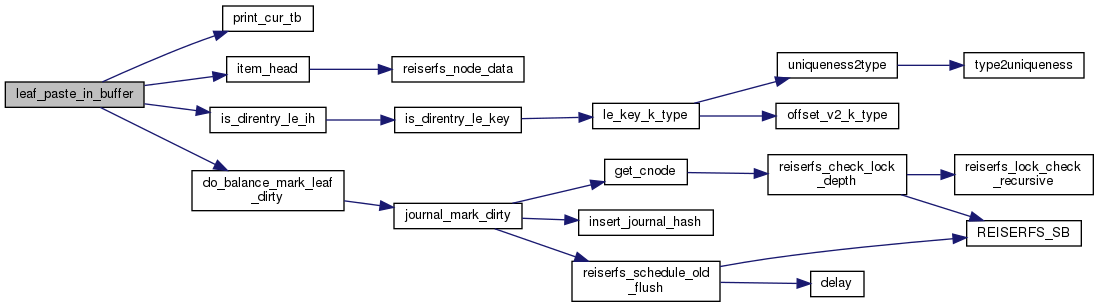 print_cur_tb
item_head
reiserfs_node_data
uniqueness2type
type2uniqueness
leaf_paste_in_buffer
is_direntry_le_ih
is_direntry_le_key
le_key_k_type
offset_v2_k_type
do_balance_mark_leaf
_dirty
get_cnode
reiserfs_check_lock
_depth
reiserfs_lock_check
_recursive
journal_mark_dirty
insert_journal_hash
REISERFS_SB
reiserfs_schedule_old
_flush
delay